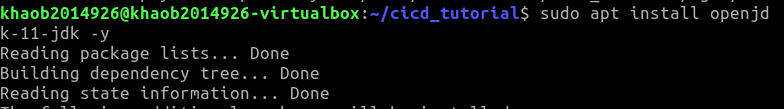 khaob2014926@khaob2014926-virtualbox:~/cicd_tutorial$ sudo apt install openjd
k-11-jdk -y
Reading package lists... Done
Building dependency tree... Done
Reading state information... Done